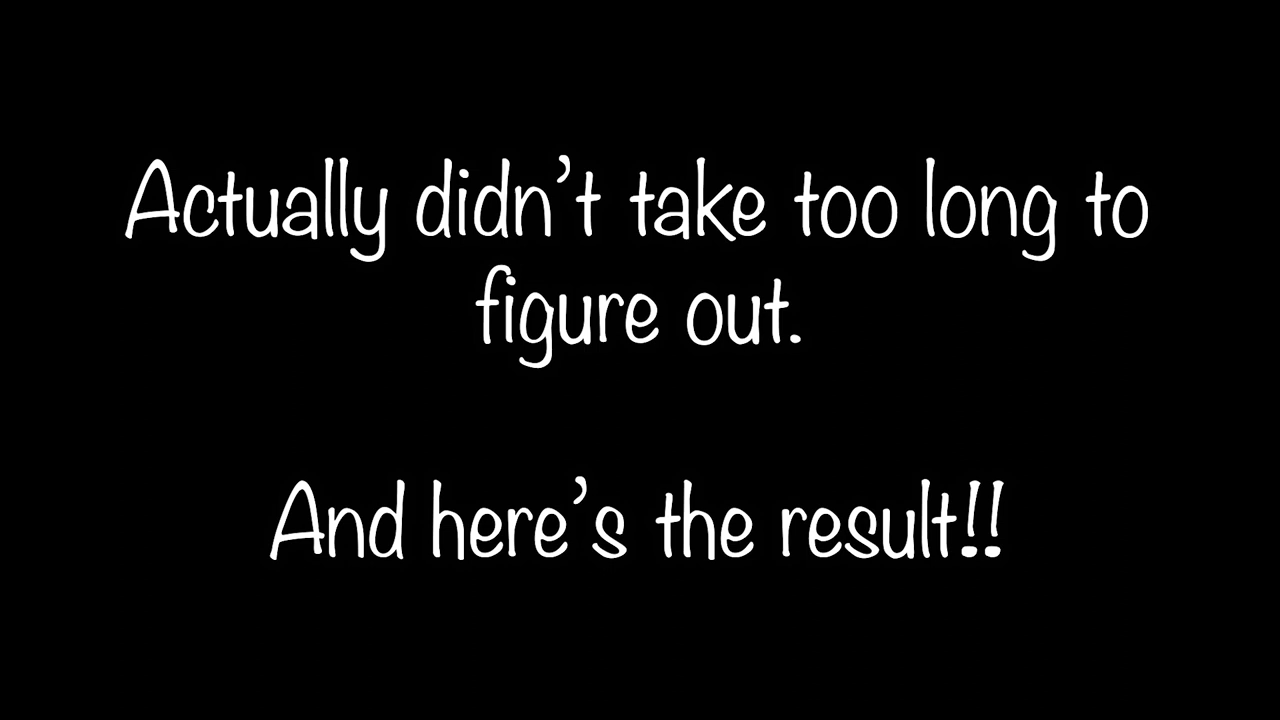 Actually didn’t take too long to
figure out.
And here’s the result!!